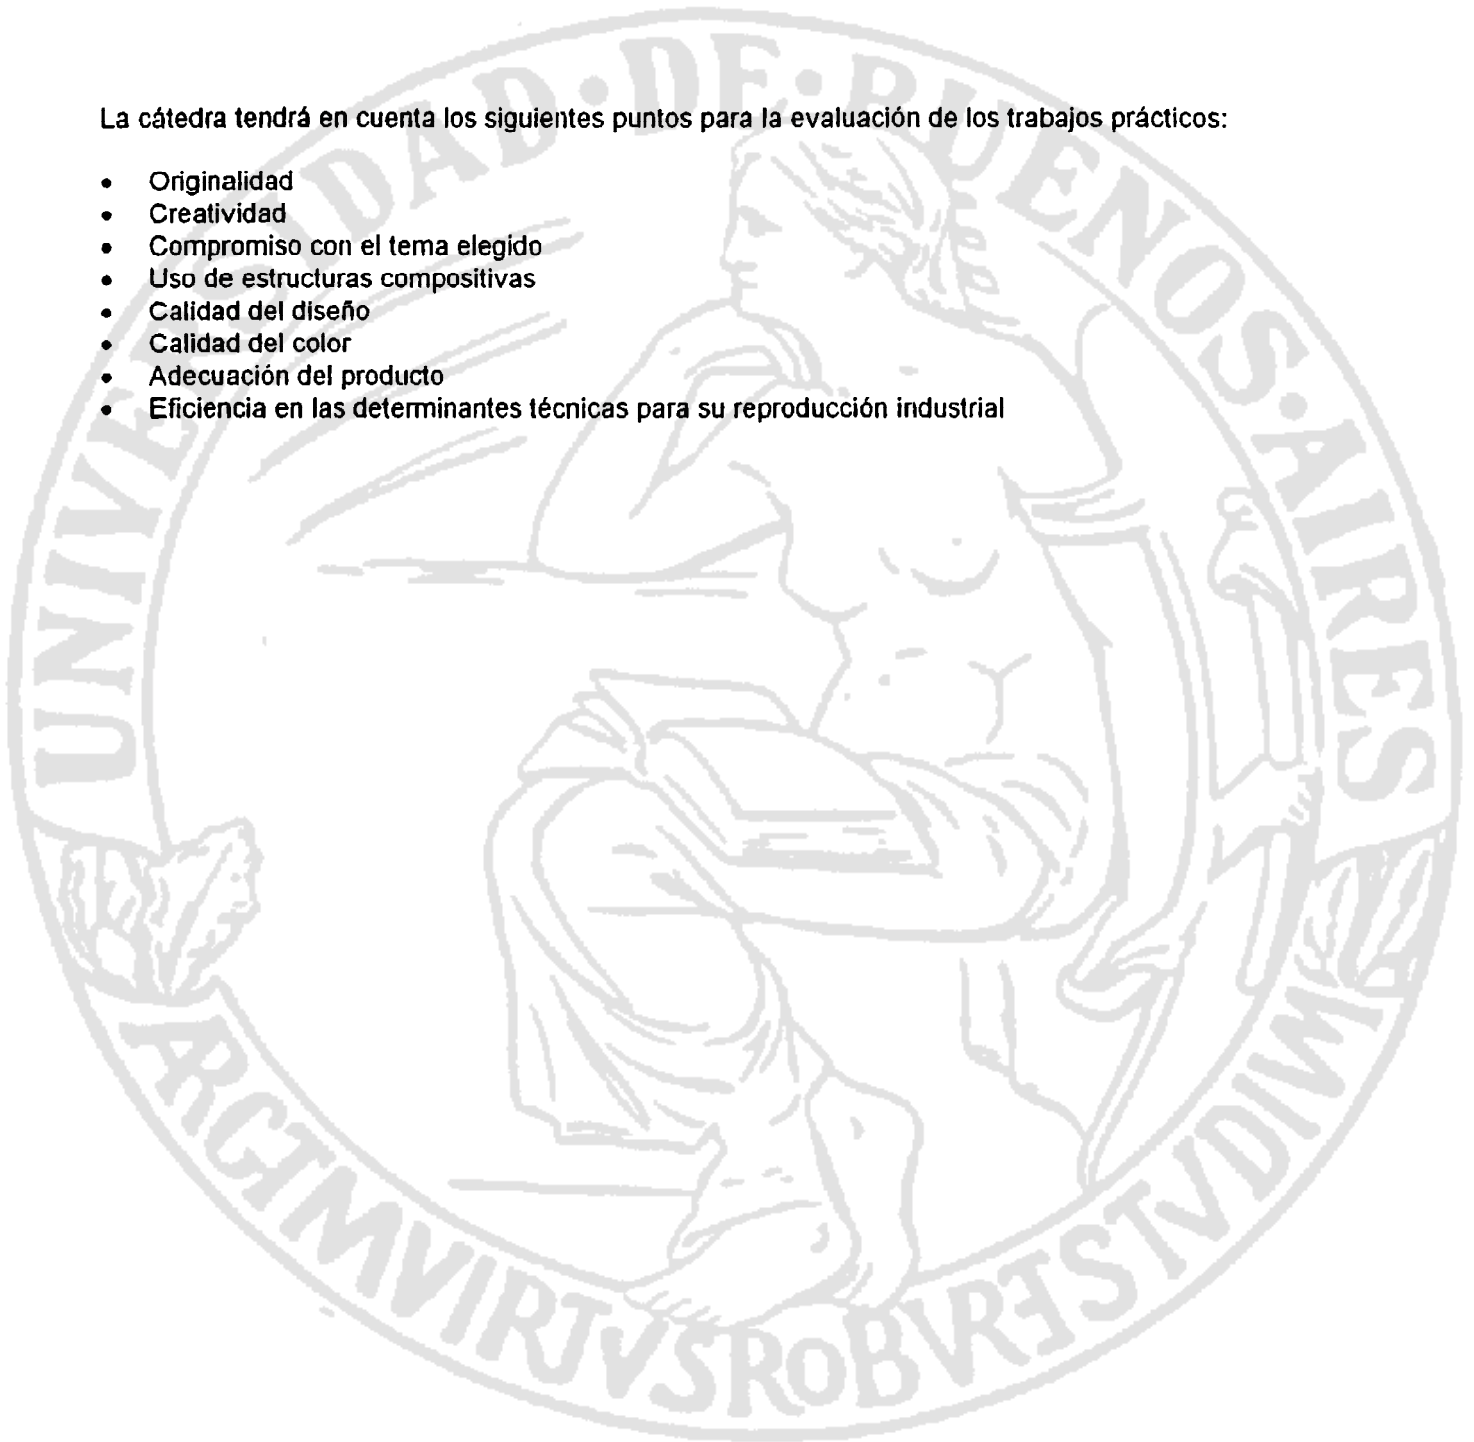 La cátedra tendrá en cuenta los siguientes puntos para la evaluación de los trabajos prácticos:
• Originalidad
• Creatividad
• Compromiso con el tema elegido
• Uso de estructuras compositivas
• Calidad del diseño
• Calidad del color
• Adecuación del producto
• Eficiencia en las determinantes técnicas para su reproducción industrial
UNIVERSIDAD·DE·BUENOS·AIRES
ARGTMVIRTVSROBVRETSTVDIVM